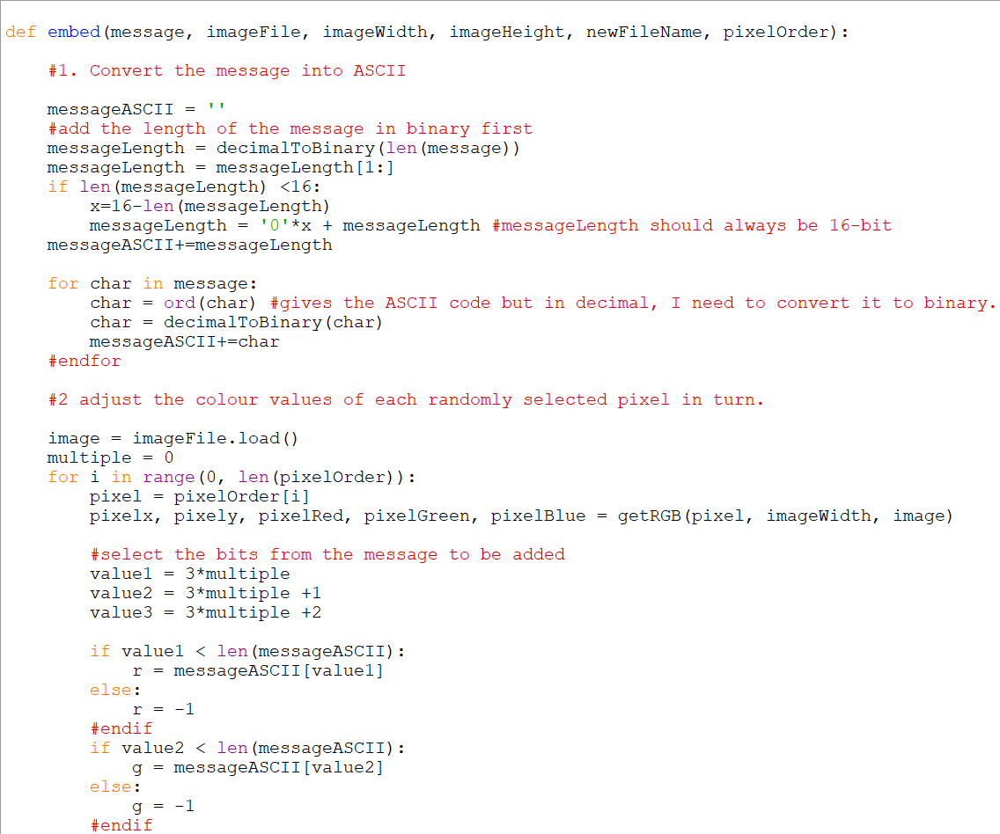 def embed(message, imageFile, imageWidth, imageHeight, newFileName, pixelOrder):
#1. Convert the message into ASCII
messageASCII = ''
#add the length of the message in binary first
messageLength = decimalToBinary(len(message))
messageLength = messageLength[1:]
if len(messageLength) <16:
x=16-len(messageLength)
messageLength = '0'*x + messageLength #messageLength should always be 16-bit
messageASCII+=messageLength
for char in message:
char = ord(char) #gives the ASCII code but in decimal, I need to convert it to binary.
char = decimalToBinary(char)
messageASCII+=char
#endfor
#2 adjust the colour values of each randomly selected pixel in turn.
image = imageFile.load()
multiple = 0
for i in range(0, len(pixelOrder)):
pixel = pixelOrder[i]
pixelx, pixely, pixelRed, pixelGreen, pixelBlue = getRGB(pixel, imageWidth, image)
#select the bits from the message to be added
value1 = 3*multiple
value2 = 3*multiple +1
value3 = 3*multiple +2
if value1 < len(messageASCII):
r = messageASCII[value1]
else:
r = -1
#endif
if value2 < len(messageASCII):
g = messageASCII[value2]
else:
g = -1
#endif